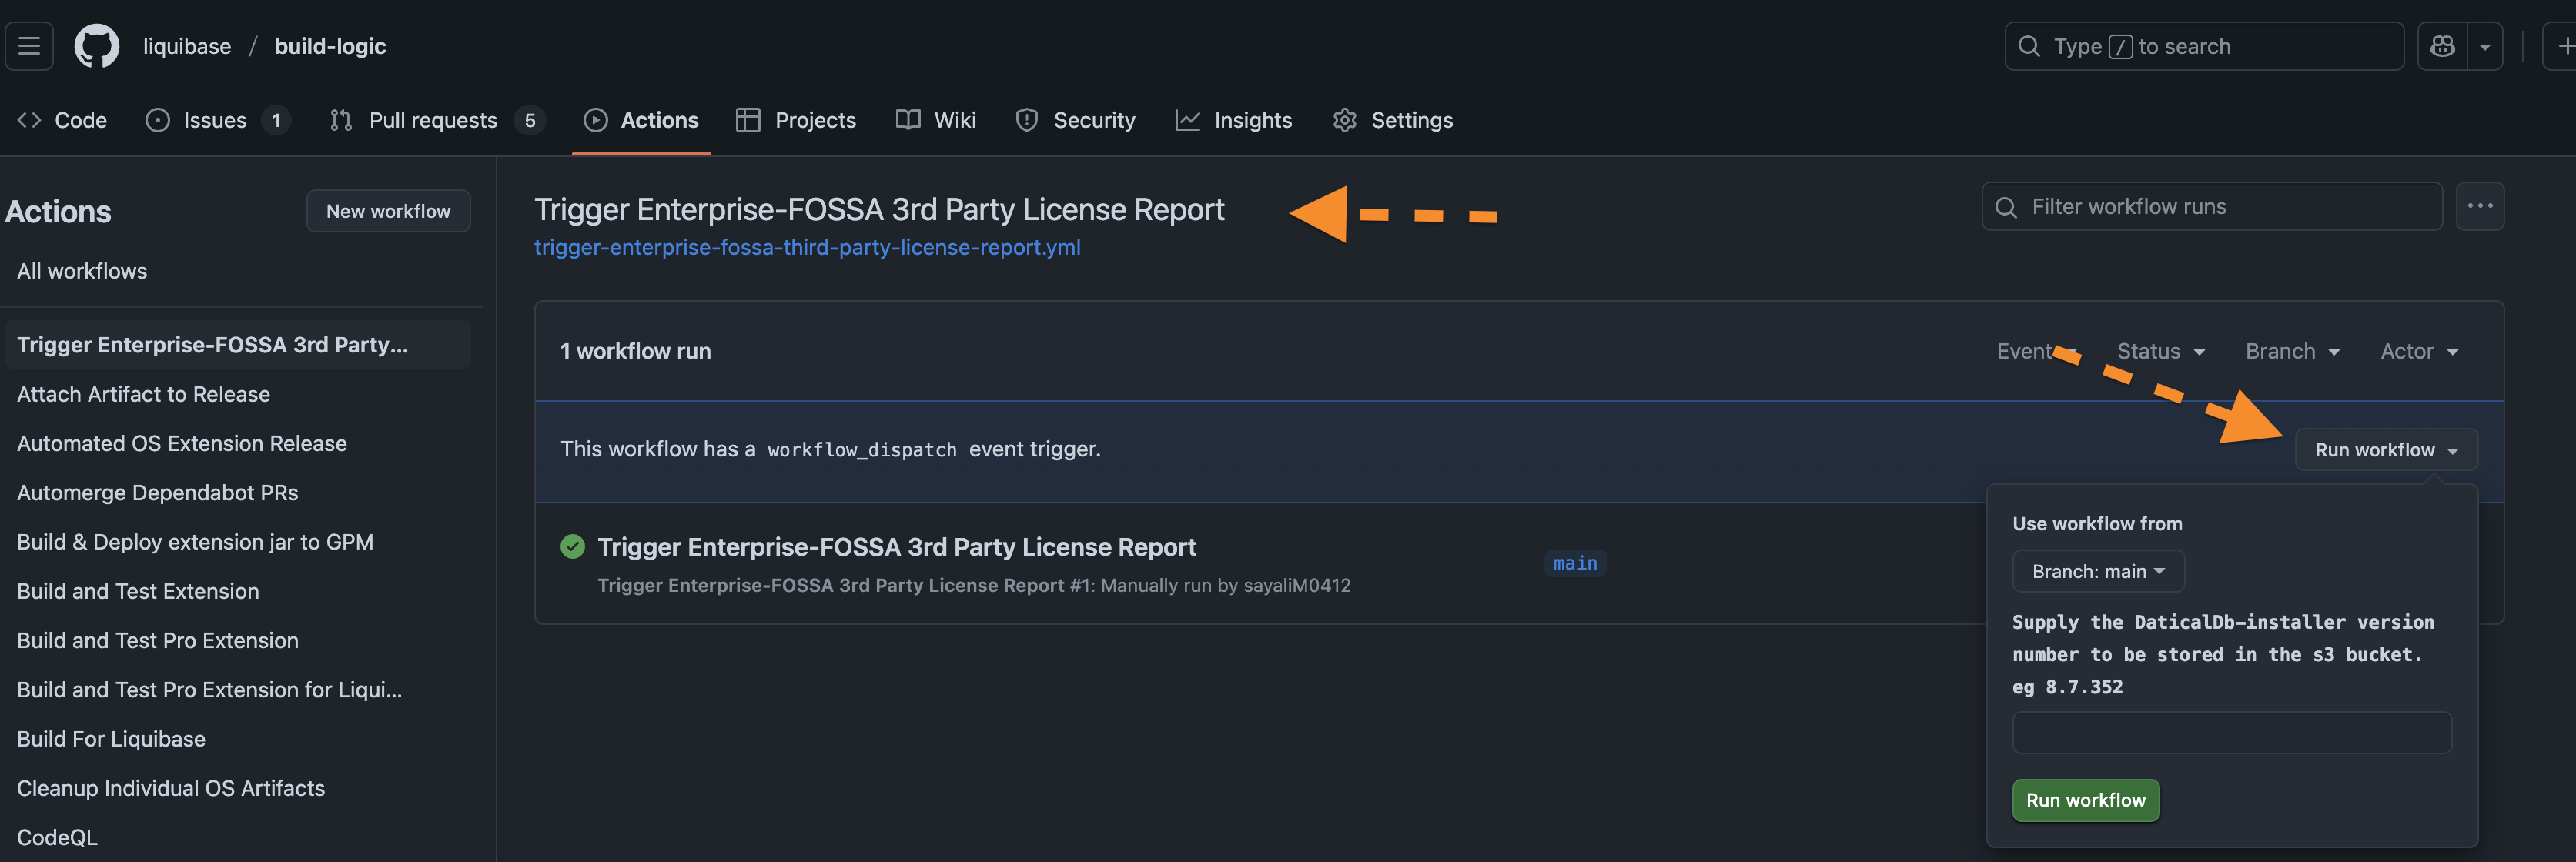 liquibase / build-logic
Type / to search
Code
Issues 1
Pull requests 5
Actions
Projects
Wiki
Security
Insights
Settings
Actions
New workflow
All workflows
Trigger Enterprise-FOSSA 3rd Party...
Attach Artifact to Release
Automated OS Extension Release
Automerge Dependabot PRs
Build & Deploy extension jar to GPM
Build and Test Extension
Build and Test Pro Extension
Build and Test Pro Extension for Liqui...
Build For Liquibase
Cleanup Individual OS Artifacts
CodeQL
Trigger Enterprise-FOSSA 3rd Party License Report
trigger-enterprise-fossa-third-party-license-report.yml
Filter workflow runs
1 workflow run
Event
Status
Branch
Actor
This workflow has a workflow_dispatch event trigger.
Run workflow
Trigger Enterprise-FOSSA 3rd Party License Report
Trigger Enterprise-FOSSA 3rd Party License Report #1: Manually run by sayaliM0412
main
Use workflow from
Branch: main
Supply the DaticalDb-installer version
number to be stored in the s3 bucket.
eg 8.7.352
Run workflow